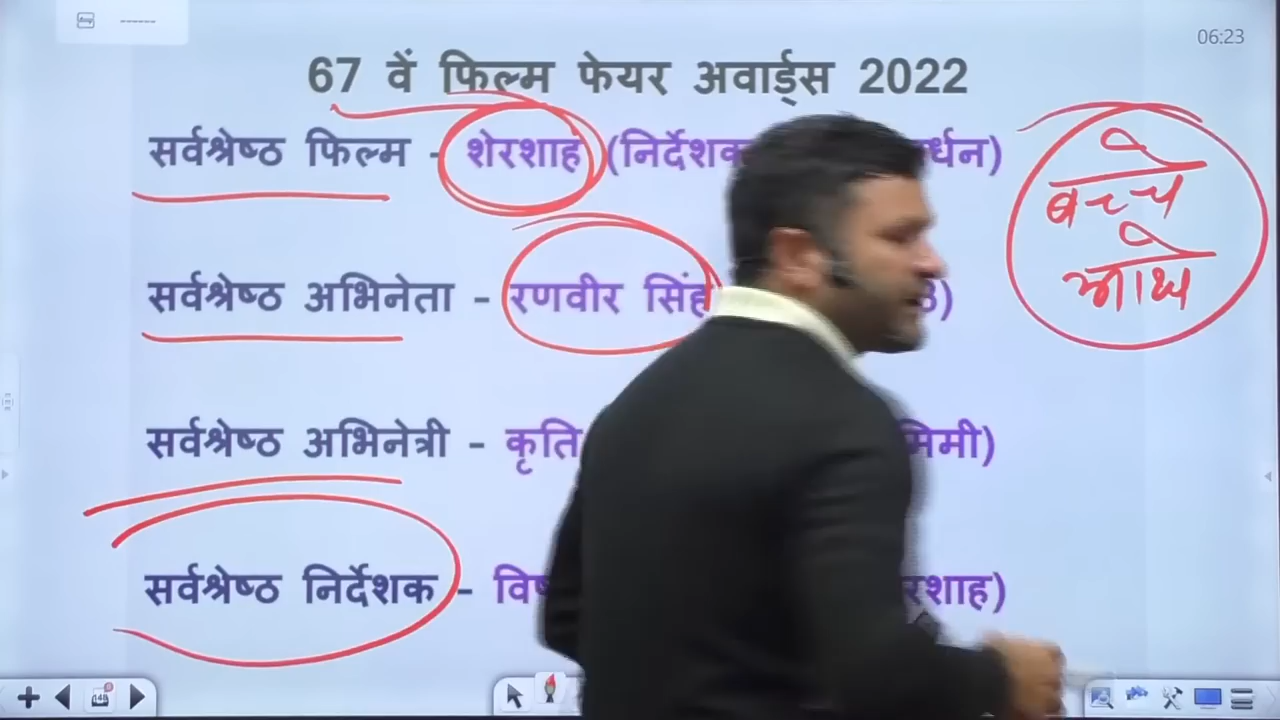 06:23
67 वें फिल्म फेयर अवार्ड्स 2022
सर्वश्रेष्ठ फिल्म - शेरशाह (निर्देशक र्धन)
सर्वश्रेष्ठ अभिनेता - रणवीर सिंह 3)
सर्वश्रेष्ठ अभिनेत्री - कृति मिमी)
सर्वश्रेष्ठ निर्देशक - विष रशाह)
बच्चे